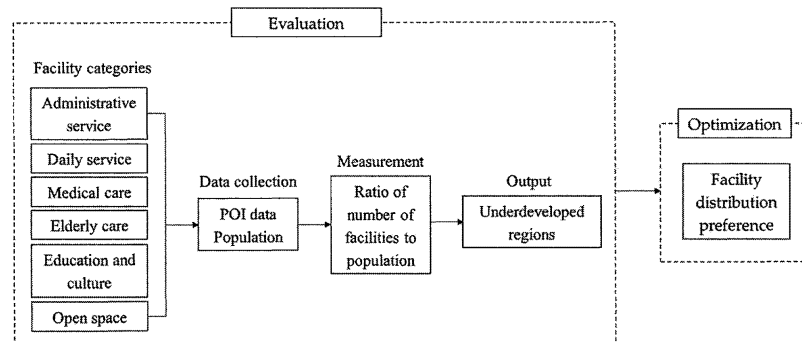 Evaluation
Facility categories
Administrative
service
Daily service
Medical care
Elderly care
Education and
culture
Open space
Data collection
POI data
Population
Measurement
Ratio of
number of
facilities to
population
Output
Underdeveloped
regions
Optimization
Facility
distribution
preference